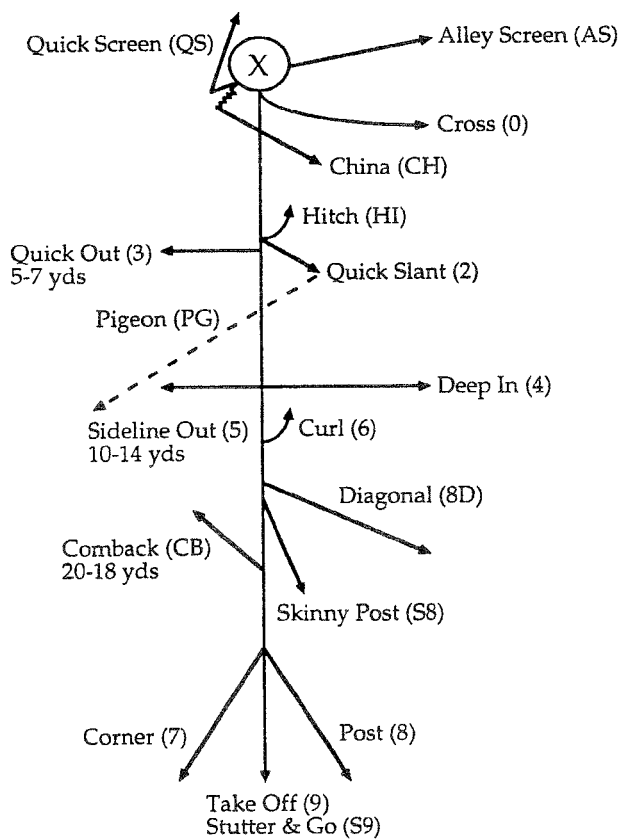 Quick Screen (QS)
X
Alley Screen (AS)
Cross (0)
China (CH)
Hitch (HI)
Quick Out (3)
5-7 yds
Quick Slant (2)
Pigeon (PG)
Deep In (4)
Sideline Out (5)
10-14 yds
Curl (6)
Diagonal (8D)
Comback (CB)
20-18 yds
Skinny Post (S8)
Corner (7)
Post (8)
Take Off (9)
Stutter & Go (S9)